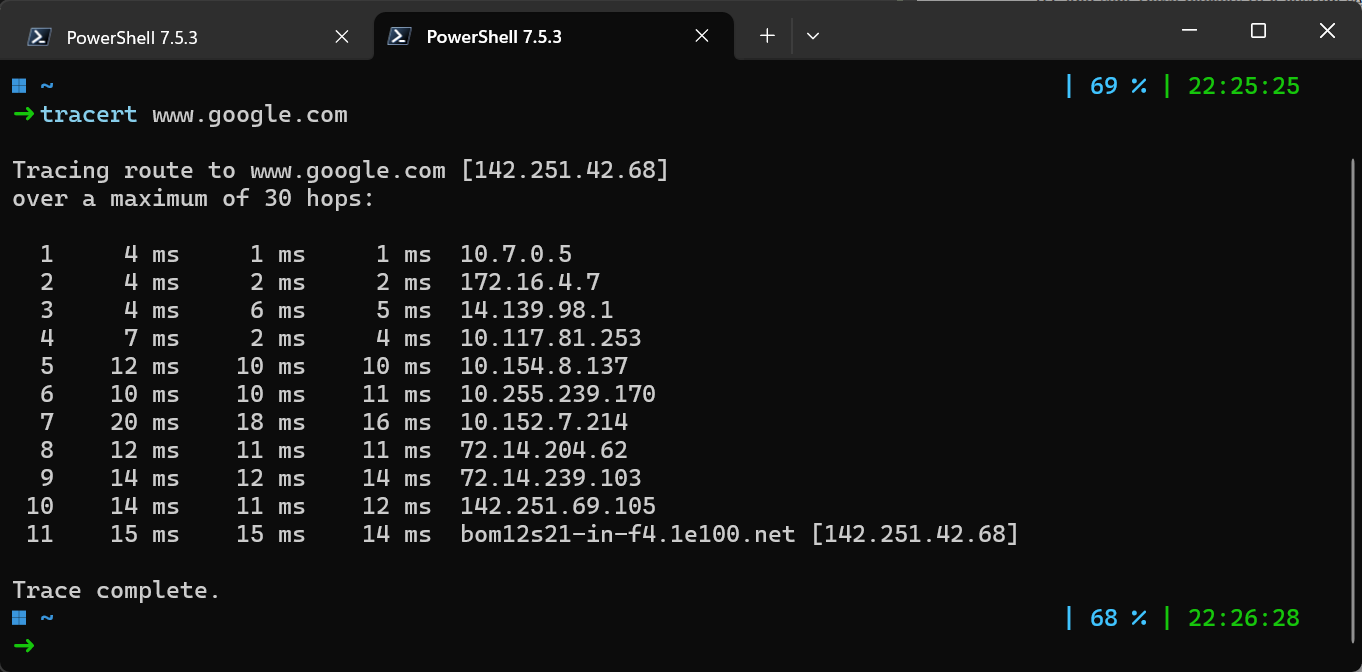 PowerShell 7.5.3 PowerShell 7.5.3
~ | 69 % | 22:25:25
➜ tracert www.google.com
Tracing route to www.google.com [142.251.42.68]
over a maximum of 30 hops:
1 4 ms 1 ms 1 ms 10.7.0.5
2 4 ms 2 ms 2 ms 172.16.4.7
3 4 ms 6 ms 5 ms 14.139.98.1
4 7 ms 2 ms 4 ms 10.117.81.253
5 12 ms 10 ms 10 ms 10.154.8.137
6 10 ms 10 ms 11 ms 10.255.239.170
7 20 ms 18 ms 16 ms 10.152.7.214
8 12 ms 11 ms 11 ms 72.14.204.62
9 14 ms 12 ms 14 ms 72.14.239.103
10 14 ms 11 ms 12 ms 142.251.69.105
11 15 ms 15 ms 14 ms bom12s21-in-f4.1e100.net [142.251.42.68]
Trace complete.
~ | 68 % | 22:26:28
➜